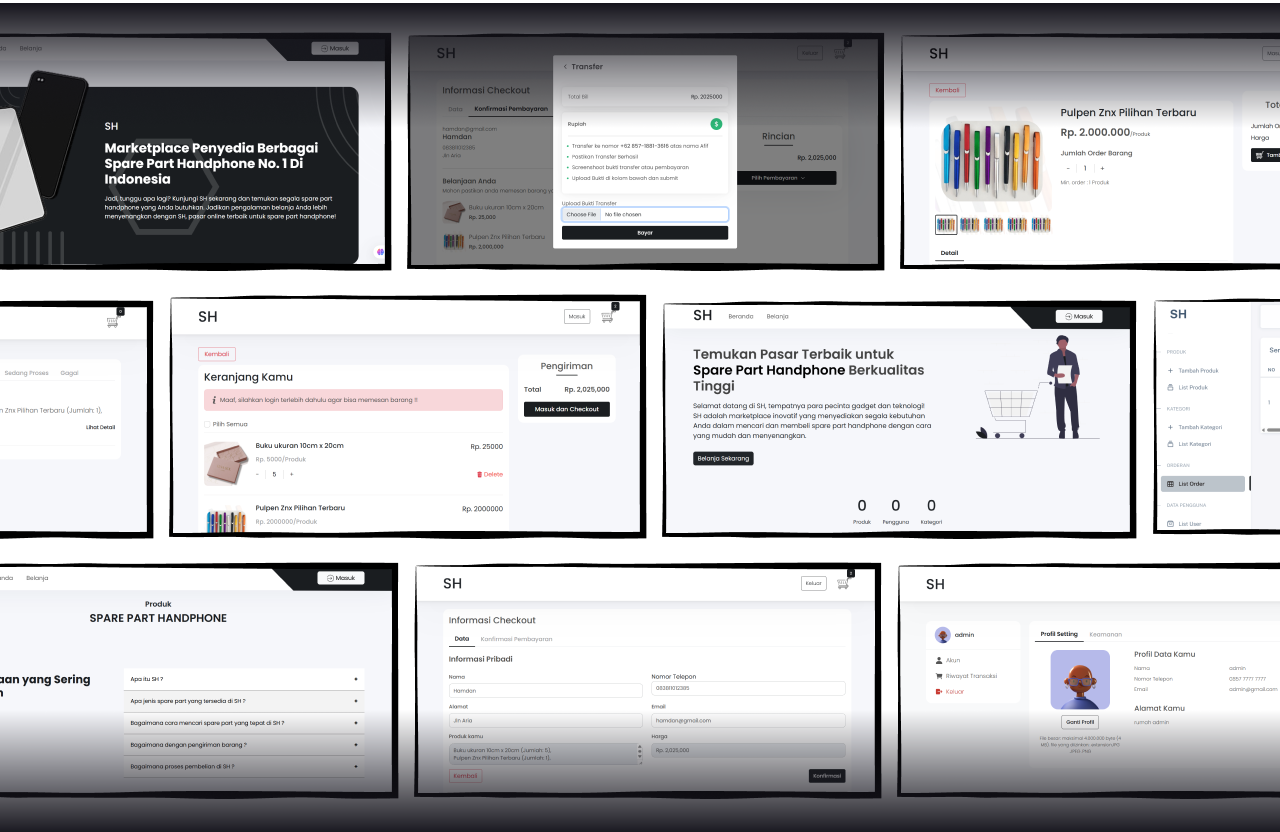 Belanja
Masuk
SH
Marketplace Penyedia Berbagai
Spare Part Handphone No. 1 Di
Indonesia
Jadi, tunggu apa lagi? Kunjungi SH sekarang dan temukan segala spare part
handphone yang Anda butuhkan. Jadikan pengalaman belanja Anda lebih
menyenangkan dengan SH, pasar online terbaik untuk spare part handphone!
SH
Keluar
Informasi Checkout
Data Konfirmasi Pembayaran
hamdan@gmail.com
Hamdan
083811012385
Jln Aria
Belanjaan Anda
Buku ukuran 10cm x 20cm
Rp. 25,000
Pulpen Znx Pilihan Terbaru
Rp. 2,000,000
Transfer
Total Bill Rp. 2025000
Rupiah
$
Transfer ke nomor +62 857-1881-3616 atas nama Afif
Pastikan Transfer Berhasil
Screenshoot bukti transfer atau pembayaran
Upload Bukti di kolom bawah dan submit
Upload Bukti Transfer
Choose File No file chosen
Bayar
Rincian
Rp. 2,025,000
Pilih Pembayaran
SH
Kembali
Pulpen Znx Pilihan Terbaru
Rp. 2.000.000/Produk
Jumlah Order Barang
- 1 +
Min. order : 1 Produk
Detail
Harga
0
Sedang Proses Gagal
Znx Pilihan Terbaru (Jumlah: 1),
Lihat Detail
SH
Masuk
2
Kembali
Keranjang Kamu
Maaf, silahkan login terlebih dahulu agar bisa memesan barang !!
Pilih Semua
Buku ukuran 10cm x 20cm
Rp. 5000/Produk
Rp. 25000
- 5 +
Delete
Pulpen Znx Pilihan Terbaru
Rp. 2000000/Produk
Rp. 2000000
Pengiriman
Total Rp. 2,025,000
Masuk dan Checkout
SH Beranda Belanja
Masuk
Temukan Pasar Terbaik untuk
Spare Part Handphone Berkualitas
Tinggi
Selamat datang di SH, tempatnya para pecinta gadget dan teknologi!
SH adalah marketplace inovatif yang menyediakan segala kebutuhan
Anda dalam mencari dan membeli spare part handphone dengan cara
yang mudah dan menyenangkan.
Belanja Sekarang
0 0 0
Produk Pengguna Kategori
SH
PRODUK
Tambah Produk
List Produk
KATEGORI
Tambah Kategori
List Kategori
ORDERAN
List Order
DATA PENGGUNA
List User
NO
1
Belanja
Masuk
Produk
SPARE PART HANDPHONE
Sering
Apa itu SH ?
Apa jenis spare part yang tersedia di SH ?
Bagaimana cara mencari spare part yang tepat di SH ?
Bagaimana dengan pengiriman barang ?
Bagaimana proses pembelian di SH ?
SH
Keluar
2
Informasi Checkout
Data Konfirmasi Pembayaran
Informasi Pribadi
Nama
Hamdan
Nomor Telepon
083811012385
Alamat
Jln Aria
Email
hamdan@gmail.com
Produk kamu
Buku ukuran 10cm x 20cm (Jumlah: 5),
Pulpen Znx Pilihan Terbaru (Jumlah: 1),
Harga
Rp. 2,025,000
Kembali
Konfirmasi
SH
admin
Akun
Riwayat Transaksi
Keluar
Profil Setting Keamanan
Ganti Profil
Profil Data Kamu
Nama admin
Nomor Telepon 0857 7777 7777
Email admin@gmail.com
Alamat Kamu
rumah admin